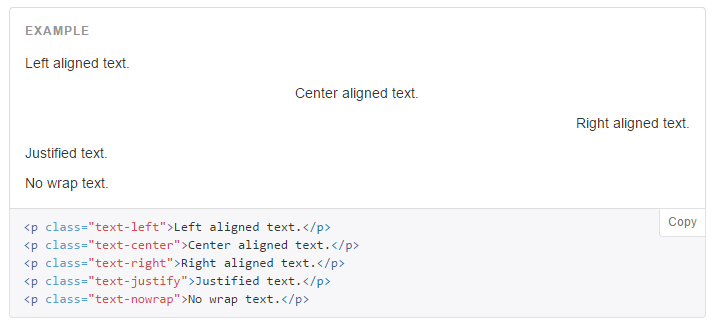 EXAMPLE
Left aligned text.
Center aligned text.
Right aligned text.
Justified text.
No wrap text.
Copy
<p class="text-left">Left aligned text.</p>
<p class="text-center">Center aligned text.</p>
<p class="text-right">Right aligned text.</p>
<p class="text-justify">Justified text.</p>
<p class="text-nowrap">No wrap text.</p>